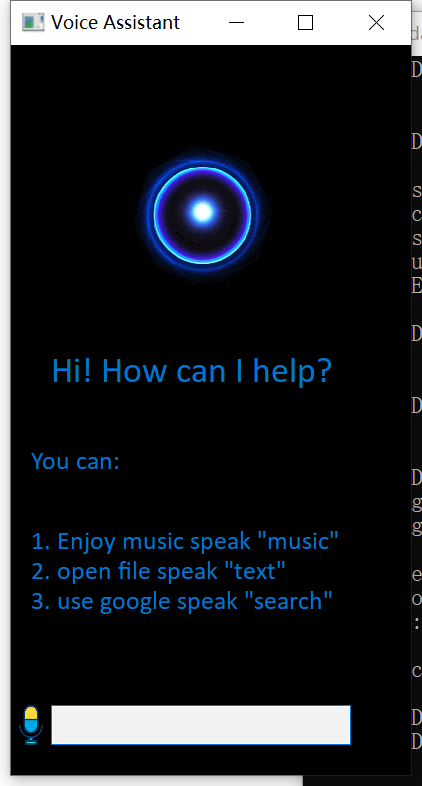 Voice Assistant
Hi! How can I help?
You can:
1. Enjoy music speak "music"
2. open file speak "text"
3. use google speak "search"